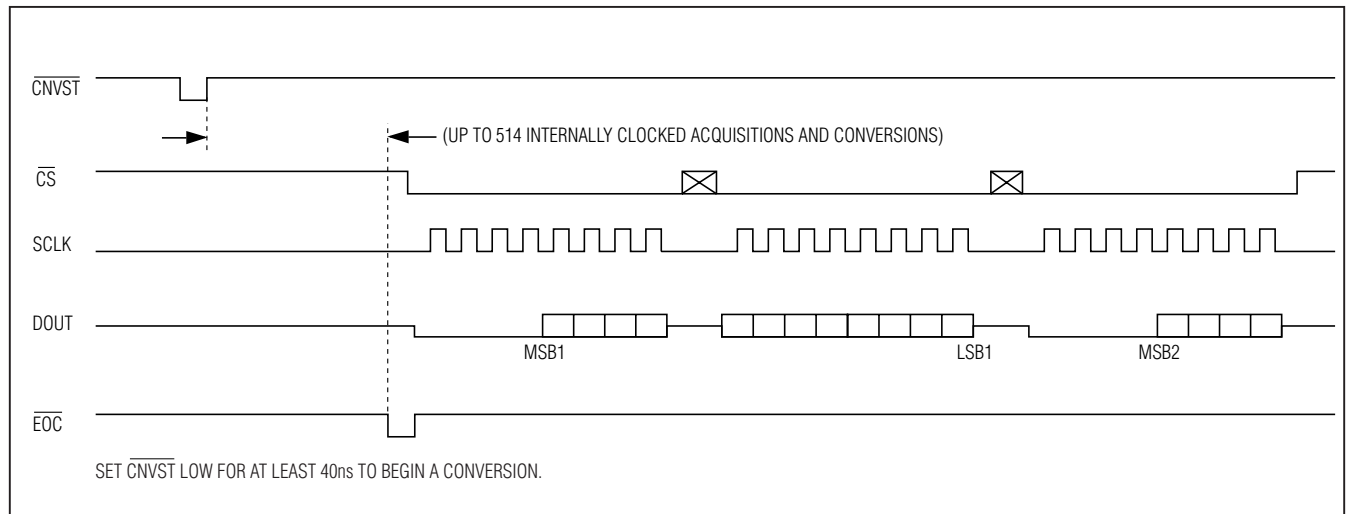 CNVST
(UP TO 514 INTERNALLY CLOCKED ACQUISITIONS AND CONVERSIONS)
CS
SCLK
DOUT
MSB1
LSB1
MSB2
EOC
SET CNVST LOW FOR AT LEAST 40ns TO BEGIN A CONVERSION.